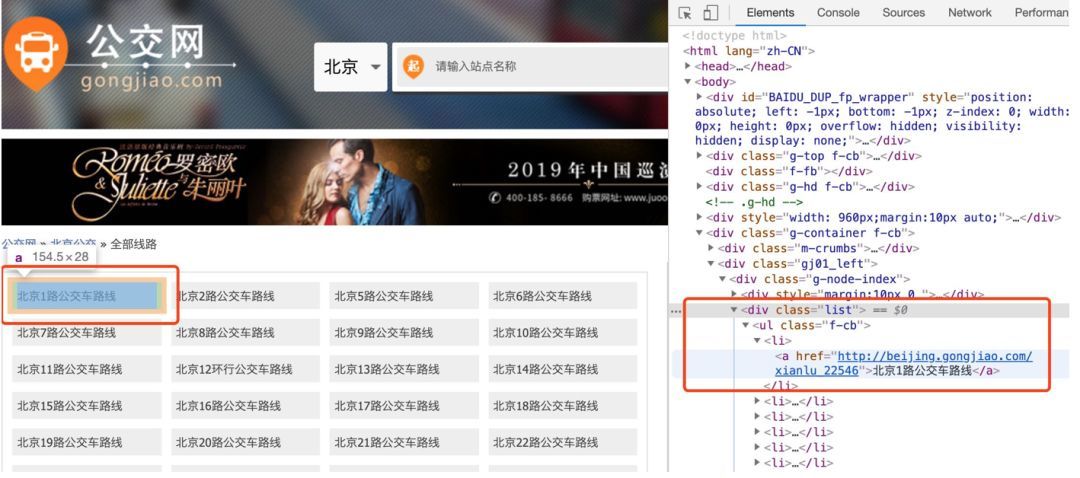 公交网
gongjiao.com
北京
起
请输入站点名称
Roméo
& Juliette
罗密欧
与
朱丽叶
2019年中国巡演
400-185-8666 购票网址: www.juoo
公交网 » 北京公交 » 全部线路
a 154.5×28
北京1路公交车路线 北京2路公交车路线 北京5路公交车路线 北京6路公交车路线
北京7路公交车路线 北京8路公交车路线 北京9路公交车路线 北京10路公交车路线
北京11路公交车路线 北京12环行公交车路线 北京13路公交车路线 北京14路公交车路线
北京15路公交车路线 北京16路公交车路线 北京17路公交车路线 北京18路公交车路线
北京19路公交车路线 北京20路公交车路线 北京21路公交车路线 北京22路公交车路线
Elements Console Sources Network Performan
<!doctype html>
<html lang="zh-CN">
<head>…</head>
<body>
<div id="BAIDU_DUP_fp_wrapper" style="position:
absolute; left: -1px; bottom: -1px; z-index: 0; width:
0px; height: 0px; overflow: hidden; visibility:
hidden; display: none;">…</div>
<div class="g-top f-cb">…</div>
<div class="f-fb"></div>
<div class="g-hd f-cb">…</div>
<!-- .g-hd -->
<div style="width: 960px;margin:10px auto;">…</div>
<div class="g-container f-cb">
<div class="m-crumbs">…</div>
<div class="gj01_left">
<div class="g-node-index">
<div style="margin:10px 0 ">…</div>
… <div class="list"> == $0
<ul class="f-cb">
<li>
<a href="http://beijing.gongjiao.com/
xianlu_22546">北京1路公交车路线</a>
</li>
<li>…</li>
<li>…</li>
<li>…</li>
<li>…</li>
<li>…</li>